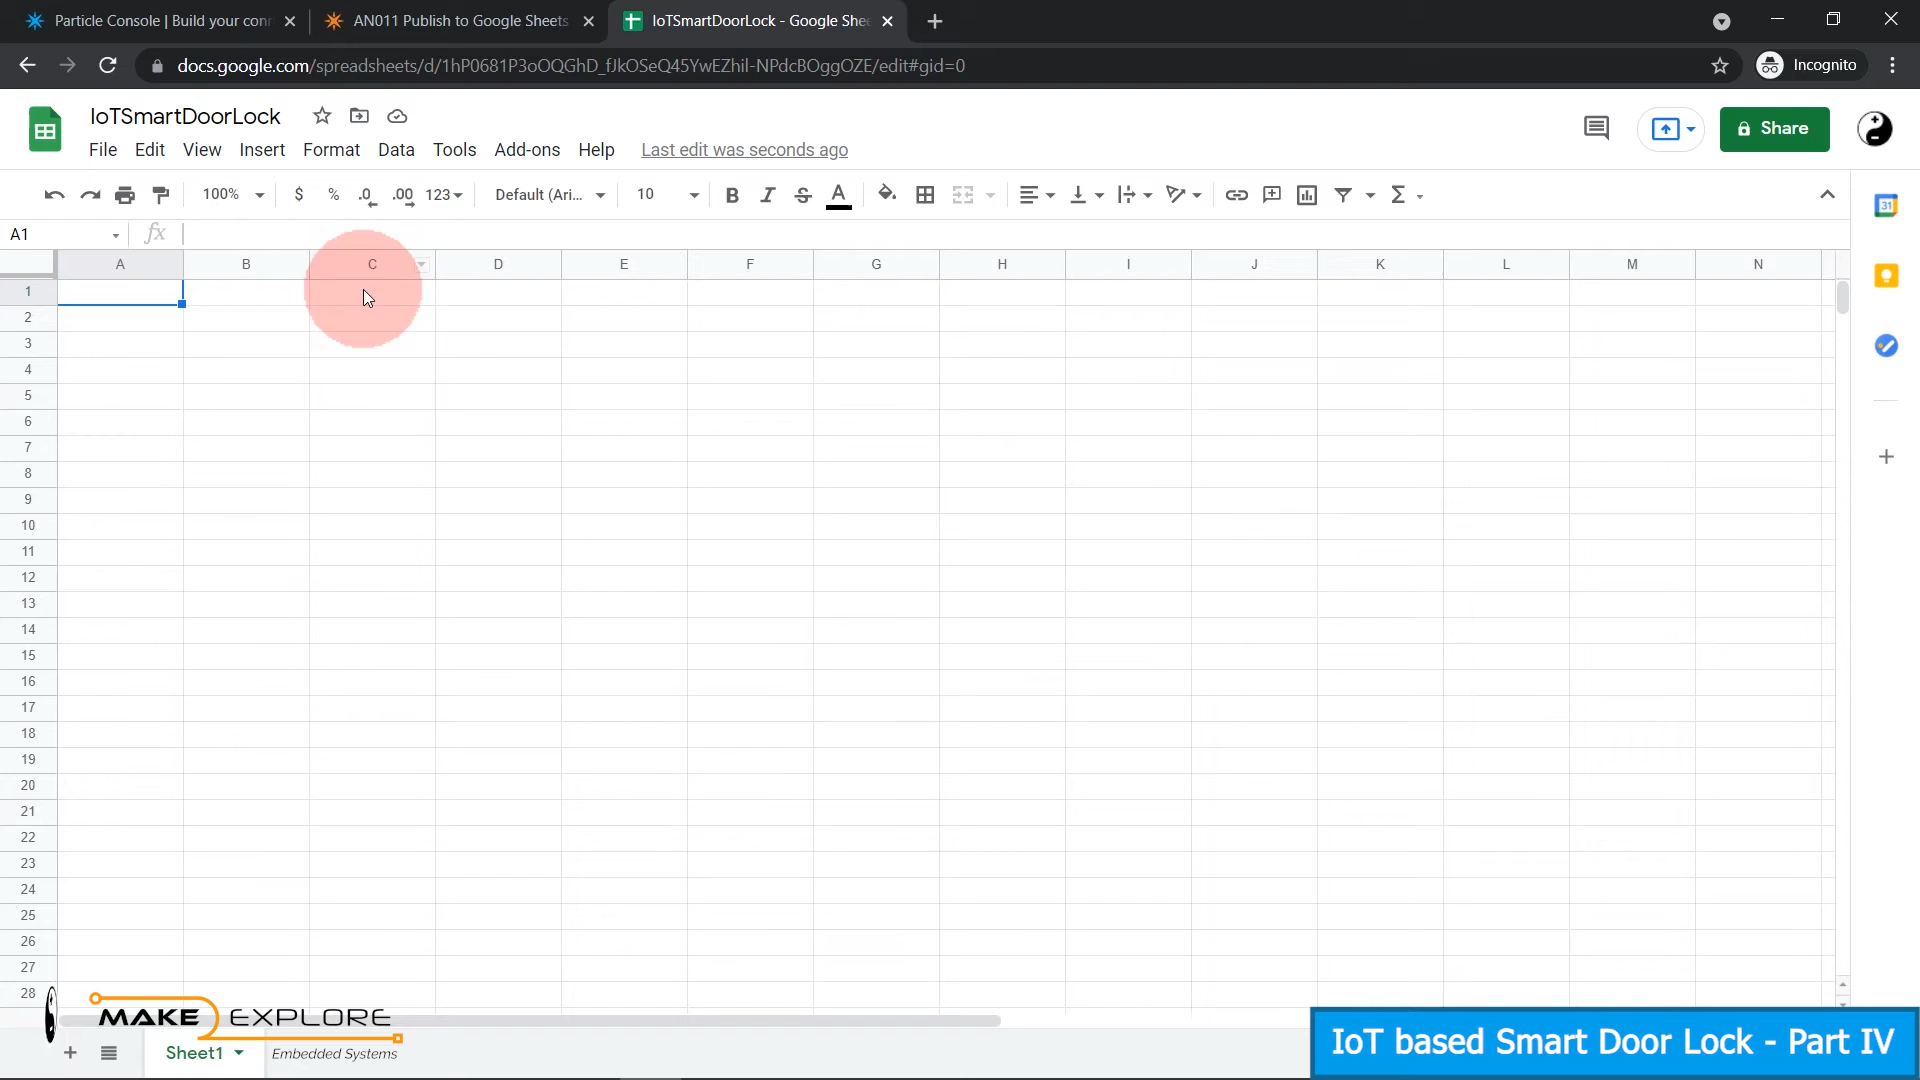 Particle Console | Build your conn
AN011 Publish to Google Sheets
IoTSmartDoorLock - Google Shee
docs.google.com/spreadsheets/d/1hP0681P3oOQGhD_fJkOSeQ45YwEZhil-NPdcBOggOZE/edit#gid=0
Incognito
IoTSmartDoorLock
File Edit View Insert Format Data Tools Add-ons Help Last edit was seconds ago
Share
100% $ % .0 .00 123 Default (Ari... 10 B I S A Σ
31
A1 fx
A B C D E F G H I J K L M N
1
2
3
4
5
6
7
8
9
10
11
12
13
14
15
16
17
18
19
20
21
22
23
24
25
26
27
28
MAKE EXPLORE
Embedded Systems
Sheet1
IoT based Smart Door Lock - Part IV